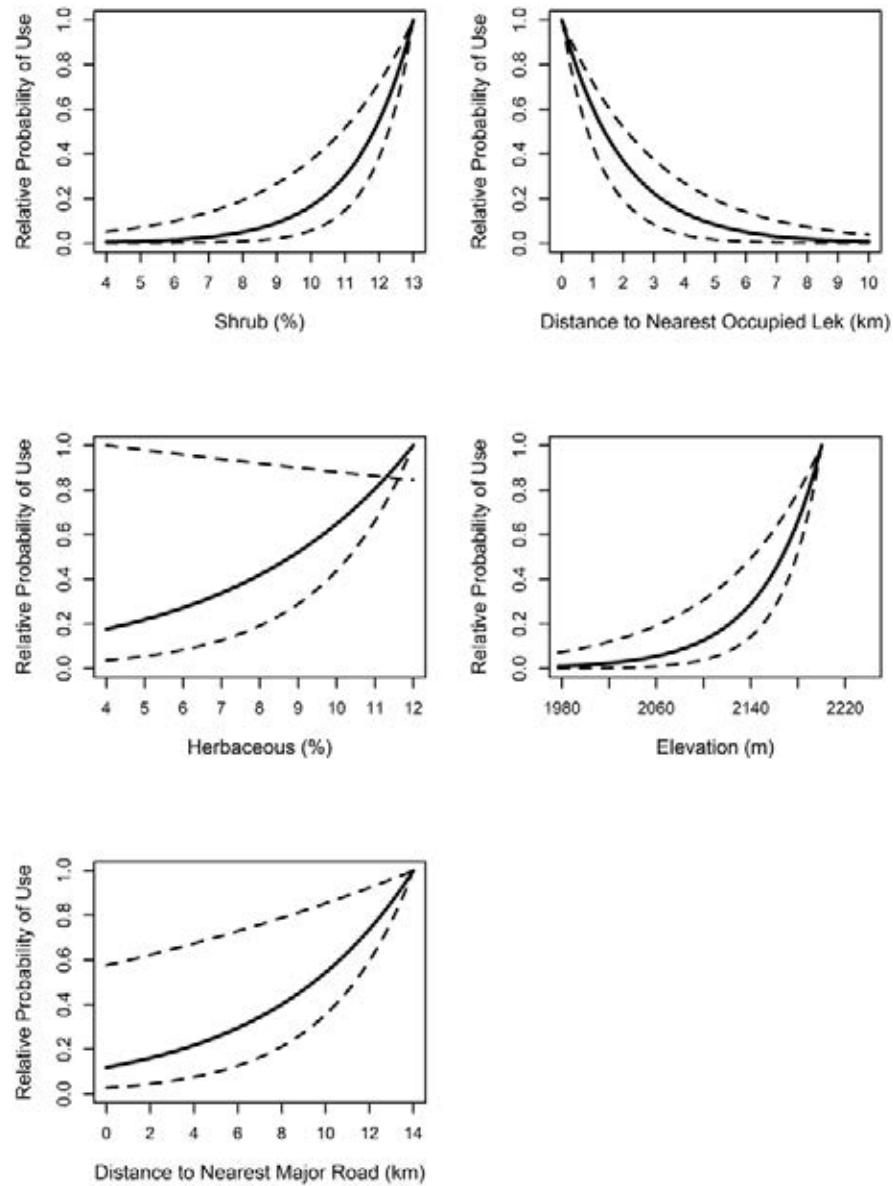 Relative Probability of Use
0.0 0.2 0.4 0.6 0.8 1.0
4 5 6 7 8 9 10 11 12 13
Shrub (%)
Relative Probability of Use
0.0 0.2 0.4 0.6 0.8 1.0
0 1 2 3 4 5 6 7 8 9 10
Distance to Nearest Occupied Lek (km)
Relative Probability of Use
0.0 0.2 0.4 0.6 0.8 1.0
4 5 6 7 8 9 10 11 12
Herbaceous (%)
Relative Probability of Use
0.0 0.2 0.4 0.6 0.8 1.0
1980 2060 2140 2220
Elevation (m)
Relative Probability of Use
0.0 0.2 0.4 0.6 0.8 1.0
0 2 4 6 8 10 12 14
Distance to Nearest Major Road (km)